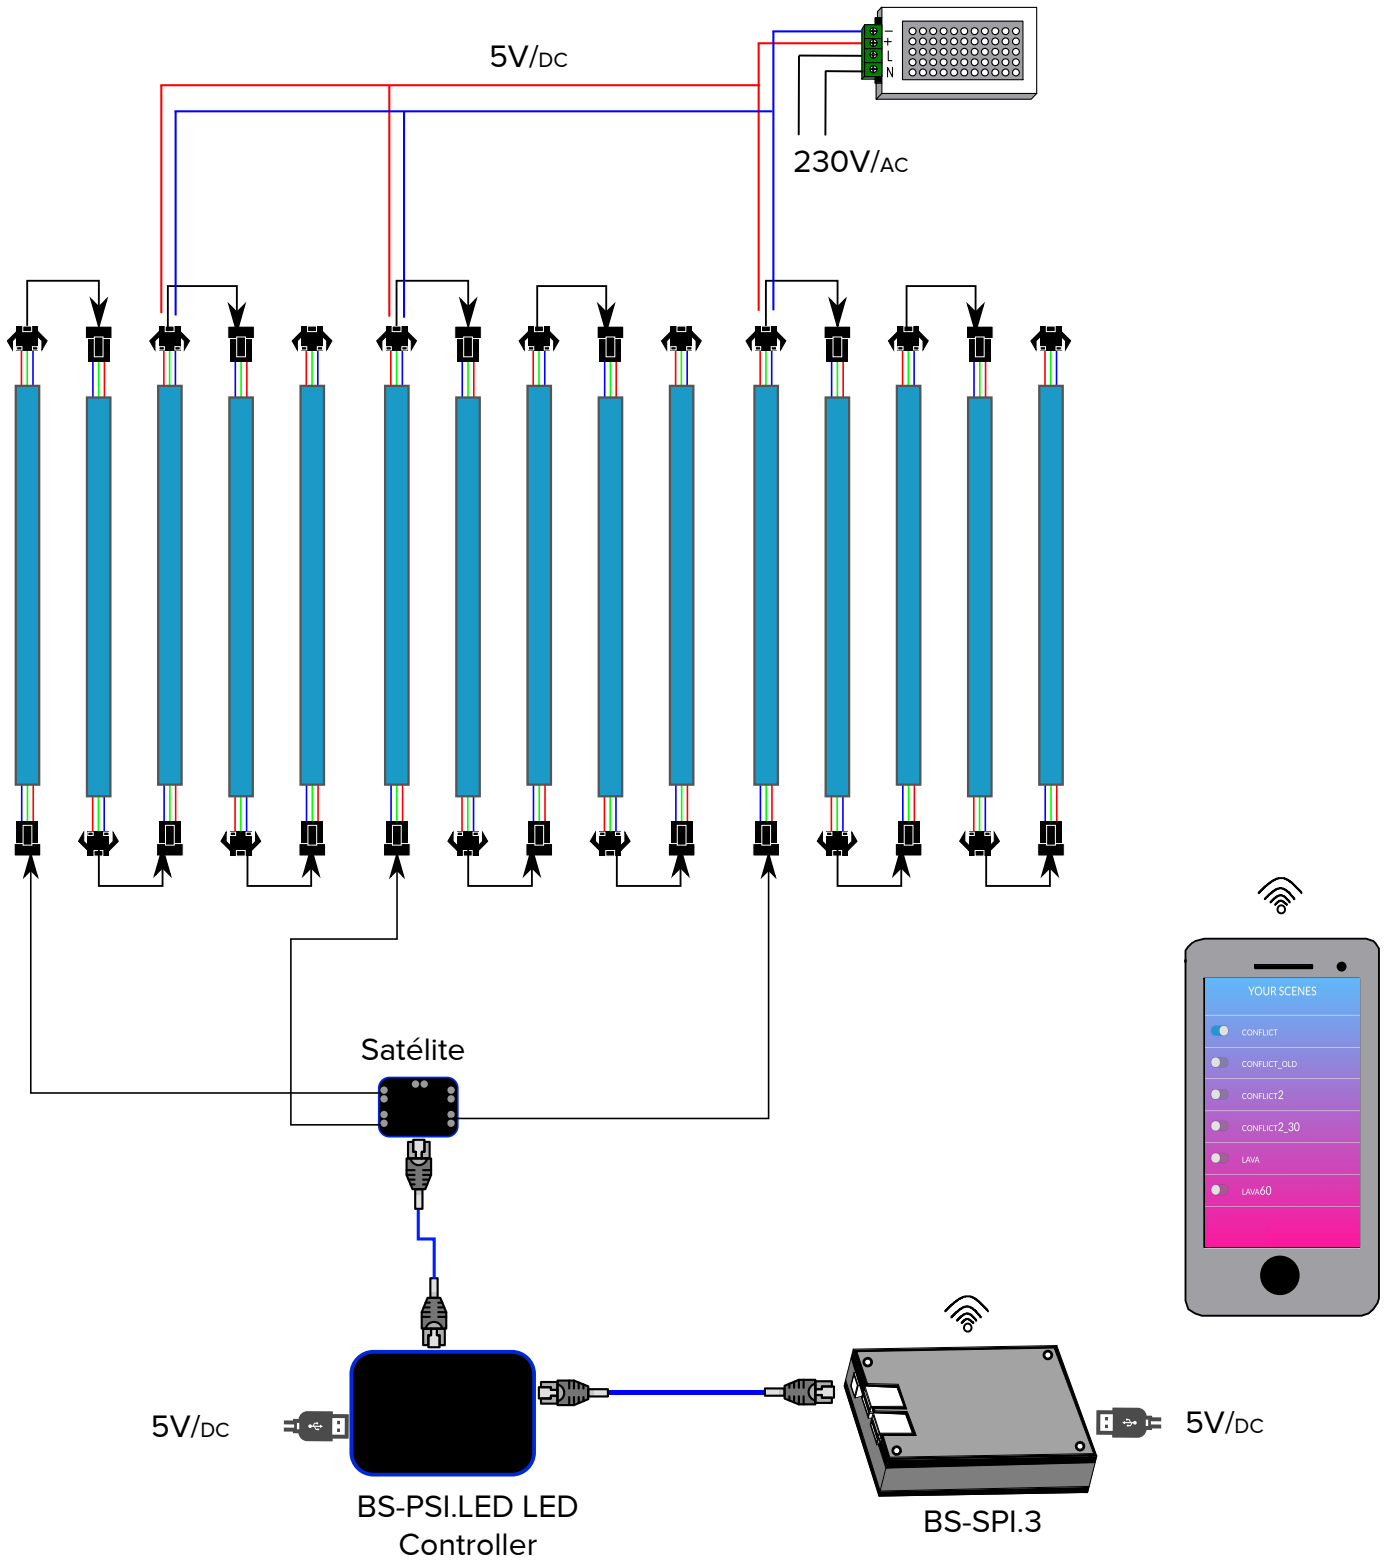 5V/DC
−
+
L
N
230V/AC
Satélite
YOUR SCENES
CONFLICT
CONFLICT_OLD
CONFLICT2
CONFLICT2_30
LAVA
LAVA60
5V/DC
5V/DC
BS-PSI.LED LED
Controller
BS-SPI.3